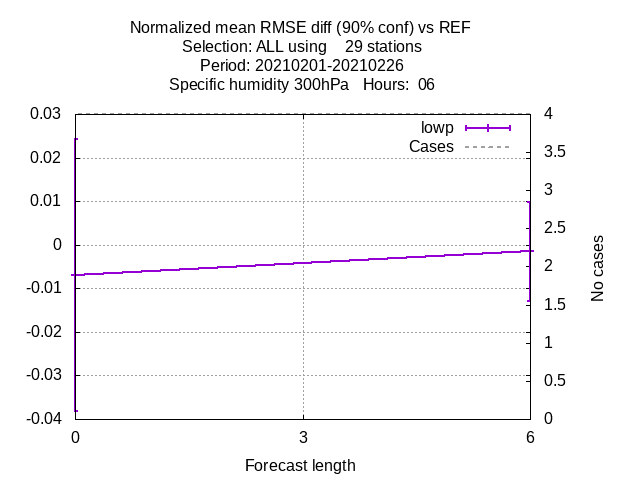 Normalized mean RMSE diff (90% conf) vs REF
Selection: ALL using    29 stations
Period: 20210201-20210226
Specific humidity 300hPa   Hours:  06
0.03
0.02
0.01
0
-0.01
-0.02
-0.03
-0.04
4
3.5
3
2.5
2
1.5
1
0.5
0
lowp
Cases
No cases
0 3 6
Forecast length